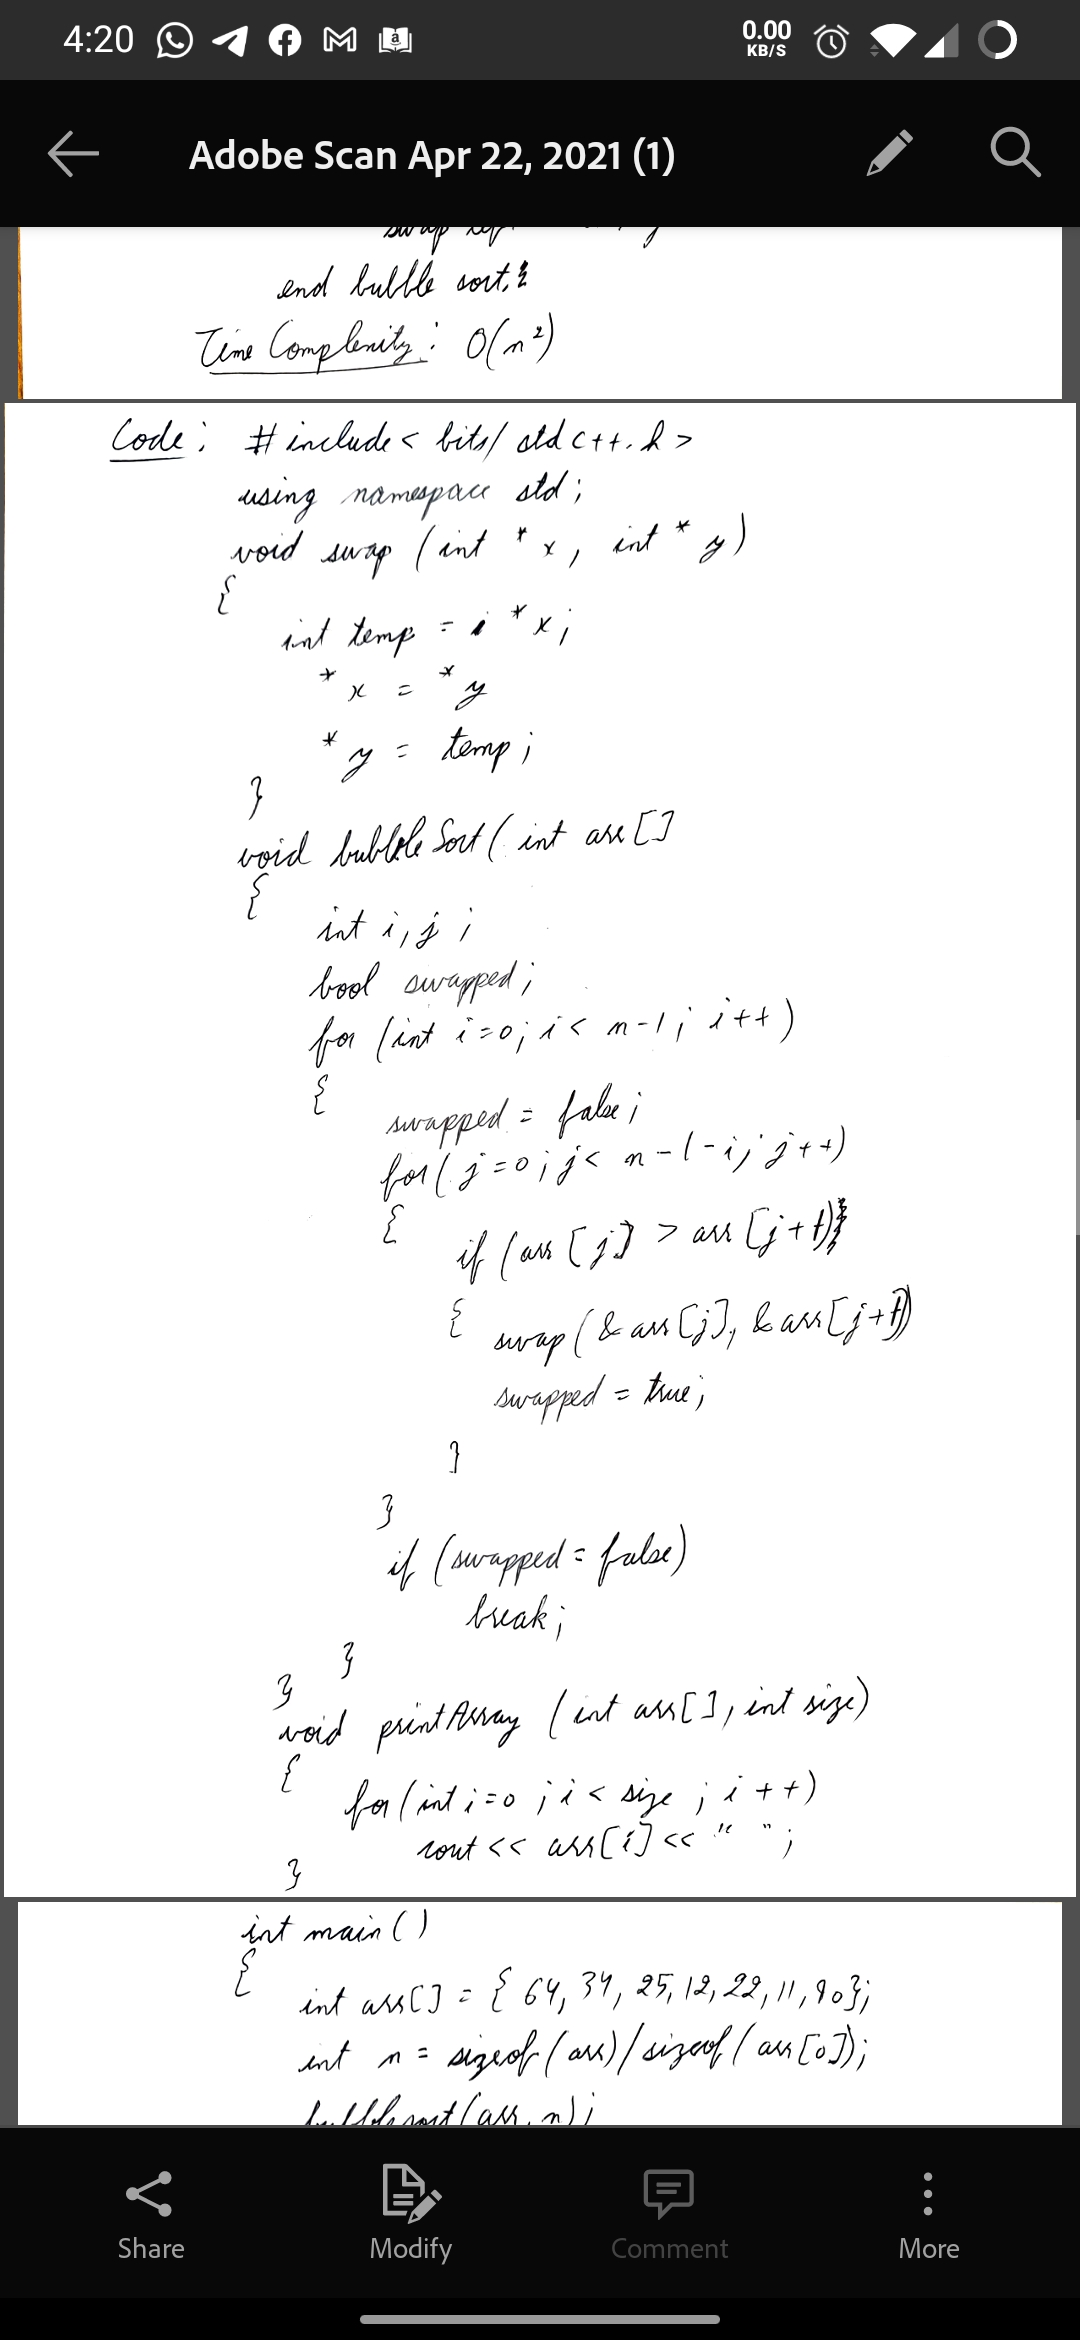 4:20
0.00 KB/S
Adobe Scan Apr 22, 2021 (1)
swap
end bubble sort.
Time Complenity: O(n²)
Code: #include< bits/ stdc++.h >
using namespace std;
void swap (int * x, int * y)
{
int temp = * x;
* x = * y
* y = temp;
}
void bubbleSort( int arr []
{
int i, j ;
bool swapped;
for (int i=0; i< n-1; i++)
{
swapped = false;
for( j=0; j< n-1-i; j++)
{
if (arr [j] > arr [j+1])
{
swap (&arr[j], &arr[j+1])
swapped = true;
}
}
if (swapped = false)
break;
}
}
void printArray (int arr[], int size)
{
for(int i=0 ; i< size ; i++)
cout << arr[i] << " ";
}
int main()
{
int arr[] = { 64, 34, 25, 12, 22, 11, 90};
int n = sizeof(arr)/sizeof(arr[0]);
bubblesort(arr, n);
Share
Modify
Comment
More